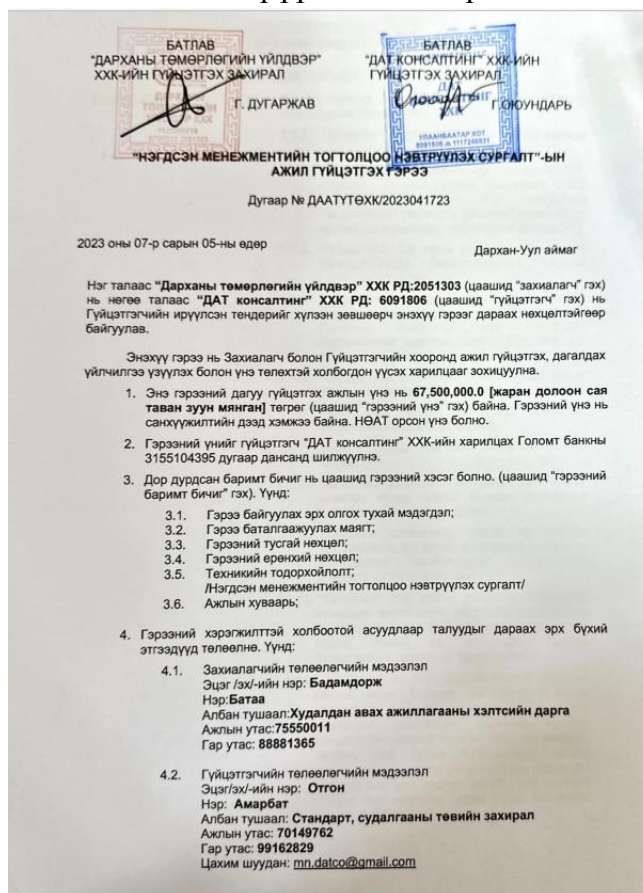 БАТЛАВ
"ДАРХАНЫ ТӨМӨРЛӨГИЙН ҮЙЛДВЭР"
ХХК-ИЙН ГҮЙЦЭТГЭХ ЗАХИРАЛ
Г. ДУГАРЖАВ
БАТЛАВ
"ДАТ КОНСАЛТИНГ" ХХК-ИЙН
ГҮЙЦЭТГЭХ ЗАХИРАЛ
Г.ОЮУНДАРЬ
УЛААНБААТАР ХОТ
"НЭГДСЭН МЕНЕЖМЕНТИЙН ТОГТОЛЦОО НЭВТРҮҮЛЭХ СУРГАЛТ"-ЫН
АЖИЛ ГҮЙЦЭТГЭХ ГЭРЭЭ
Дугаар № ДААТҮТӨХК/2023041723
2023 оны 07-р сарын 05-ны өдөр
Дархан-Уул аймаг
Нэг талаас "Дарханы төмөрлөгийн үйлдвэр" ХХК РД:2051303 (цаашид "захиалагч" гэх)
нь нөгөө талаас "ДАТ консалтинг" ХХК РД: 6091806 (цаашид "гүйцэтгэгч" гэх) нь
Гүйцэтгэгчийн ирүүлсэн тендерийг хүлээн зөвшөөрч энэхүү гэрээг дараах нөхцөлтэйгөөр
байгуулав.
Энэхүү гэрээ нь Захиалагч болон Гүйцэтгэгчийн хооронд ажил гүйцэтгэх, дагалдах
үйлчилгээ үзүүлэх болон үнэ төлөхтэй холбогдон үүсэх харилцааг зохицуулна.
1. Энэ гэрээний дагуу гүйцэтгэх ажлын үнэ нь 67,500,000.0 [жаран долоон сая
таван зуун мянган] төгрөг (цаашид "гэрээний үнэ" гэх) байна. Гэрээний үнэ нь
санхүүжилтийн дээд хэмжээ байна. НӨАТ орсон үнэ болно.
2. Гэрээний үнийг гүйцэтгэгч "ДАТ консалтинг" ХХК-ийн харилцах Голомт банкны
3155104395 дугаар дансанд шилжүүлнэ.
3. Дор дурдсан баримт бичиг нь цаашид гэрээний хэсэг болно. (цаашид "гэрээний
баримт бичиг" гэх). Үүнд:
3.1. Гэрээ байгуулах эрх олгох тухай мэдэгдэл;
3.2. Гэрээ баталгаажуулах маягт;
3.3. Гэрээний тусгай нөхцөл;
3.4. Гэрээний ерөнхий нөхцөл;
3.5. Техникийн тодорхойлолт;
/Нэгдсэн менежментийн тогтолцоо нэвтрүүлэх сургалт/
3.6. Ажлын хуваарь;
4. Гэрээний хэрэгжилттэй холбоотой асуудлаар талуудыг дараах эрх бүхий
этгээдүүд төлөөлнө. Үүнд:
4.1. Захиалагчийн төлөөлөгчийн мэдээлэл
Эцэг /эх/-ийн нэр: Бадамдорж
Нэр:Батаа
Албан тушаал:Худалдан авах ажиллагааны хэлтсийн дарга
Ажлын утас:75550011
Гар утас: 88881365
4.2. Гүйцэтгэгчийн төлөөлөгчийн мэдээлэл
Эцэг/эх/-ийн нэр: Отгон
Нэр: Амарбат
Албан тушаал: Стандарт, судалгааны төвийн захирал
Ажлын утас: 70149762
Гар утас: 99162829
Цахим шуудан: mn.datco@gmail.com